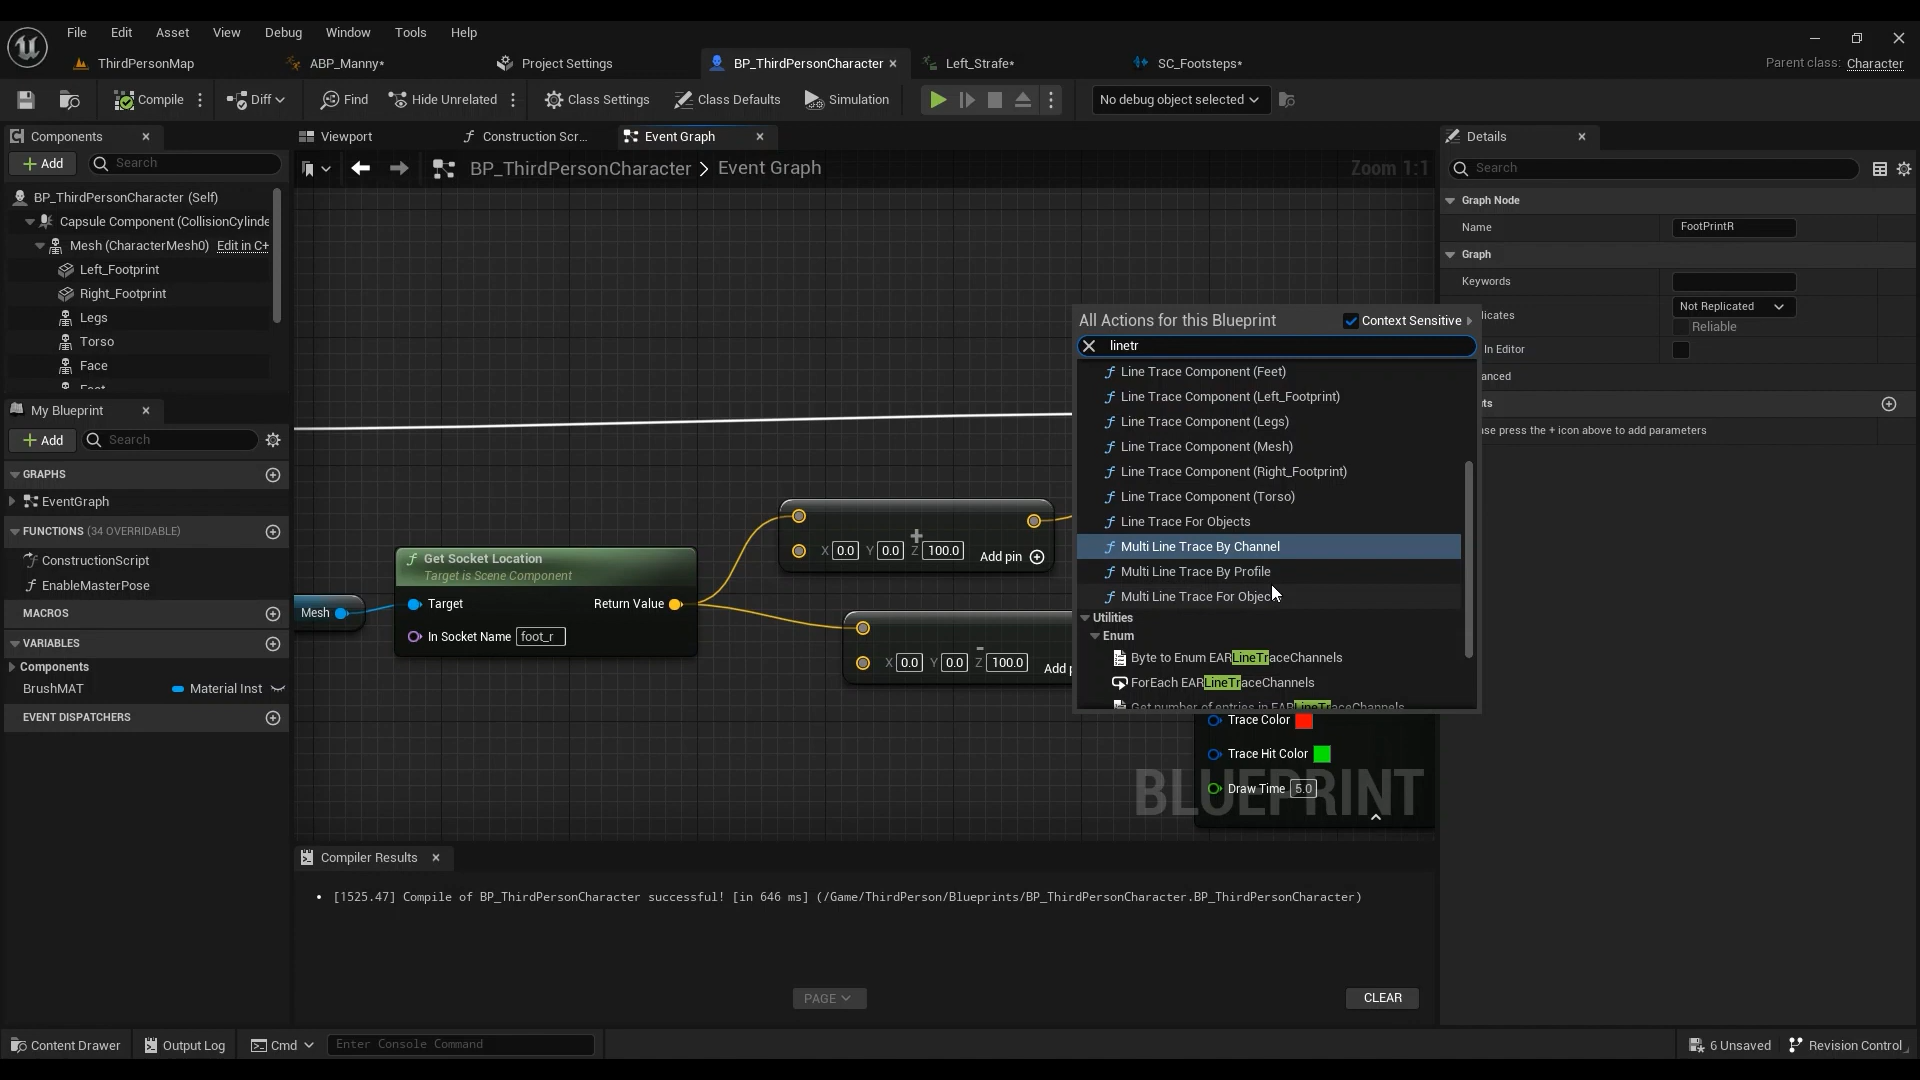 File Edit Asset View Debug Window Tools Help
ThirdPersonMap ABP_Manny* Project Settings BP_ThirdPersonCharacter Left_Strafe* SC_Footsteps* Parent class: Character
Compile Diff Find Hide Unrelated Class Settings Class Defaults Simulation No debug object selected
Components Viewport Construction Scr... Event Graph Details
Add Search BP_ThirdPersonCharacter > Event Graph Zoom 1:1 Search
BP_ThirdPersonCharacter (Self) Graph Node
Capsule Component (CollisionCylinde Name FootPrintR
Mesh (CharacterMesh0) Edit in C+ Graph
Left_Footprint Keywords
Right_Footprint Not Replicated
Legs plicates Reliable
Torso In Editor
Face anced
My Blueprint
Add Search
GRAPHS
EventGraph
FUNCTIONS (34 OVERRIDABLE)
ConstructionScript
EnableMasterPose
MACROS
VARIABLES
Components
BrushMAT Material Inst
EVENT DISPATCHERS
All Actions for this Blueprint Context Sensitive
linetr
Line Trace Component (Feet)
Line Trace Component (Left_Footprint)
Line Trace Component (Legs)
Line Trace Component (Mesh)
Line Trace Component (Right_Footprint)
Line Trace Component (Torso)
Line Trace For Objects
Multi Line Trace By Channel
Multi Line Trace By Profile
Multi Line Trace For Objec
Utilities
Enum
Byte to Enum EARLineTraceChannels
ForEach EARLineTraceChannels
Get number of entries in EARLineTraceChannels
ase press the + icon above to add parameters
Get Socket Location
Target is Scene Component
Target Return Value
In Socket Name foot_r
Mesh
X 0.0 Y 0.0 Z 100.0 Add pin
X 0.0 Y 0.0 Z 100.0 Add p
Trace Color
Trace Hit Color
Draw Time 5.0
BLUEPRINT
Compiler Results
[1525.47] Compile of BP_ThirdPersonCharacter successful! [in 646 ms] (/Game/ThirdPerson/Blueprints/BP_ThirdPersonCharacter.BP_ThirdPersonCharacter)
PAGE CLEAR
Content Drawer Output Log Cmd Enter Console Command 6 Unsaved Revision Control